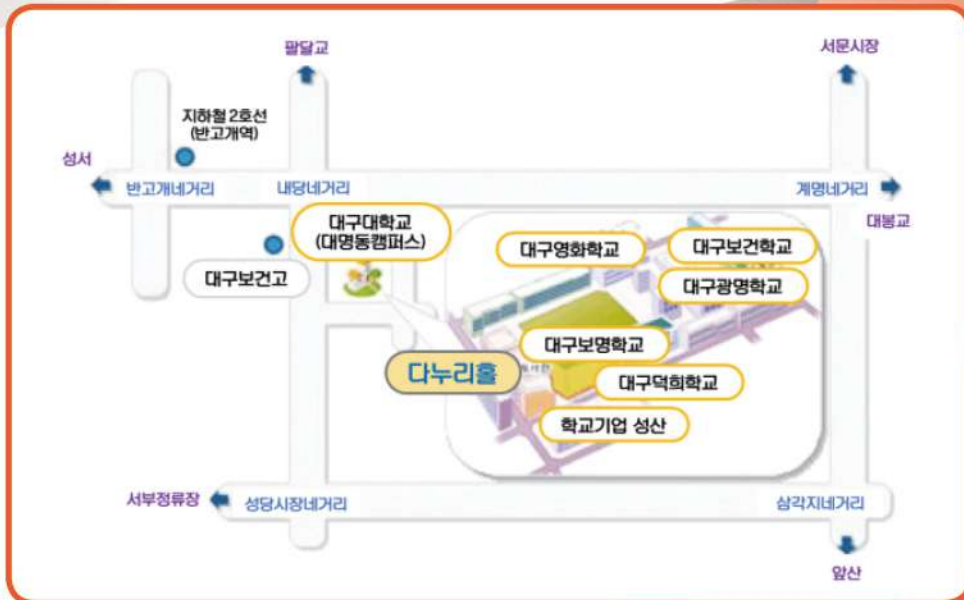 팔달교
서문시장
지하철 2호선
(반고개역)
성서
반고개네거리
내당네거리
계명네거리
대봉교
대구대학교
(대명동캠퍼스)
대구영화학교
대구보건학교
대구보건고
대구광명학교
대구보명학교
다누리홀
대구덕희학교
학교기업 성산
서부정류장
성당시장네거리
삼각지네거리
앞산